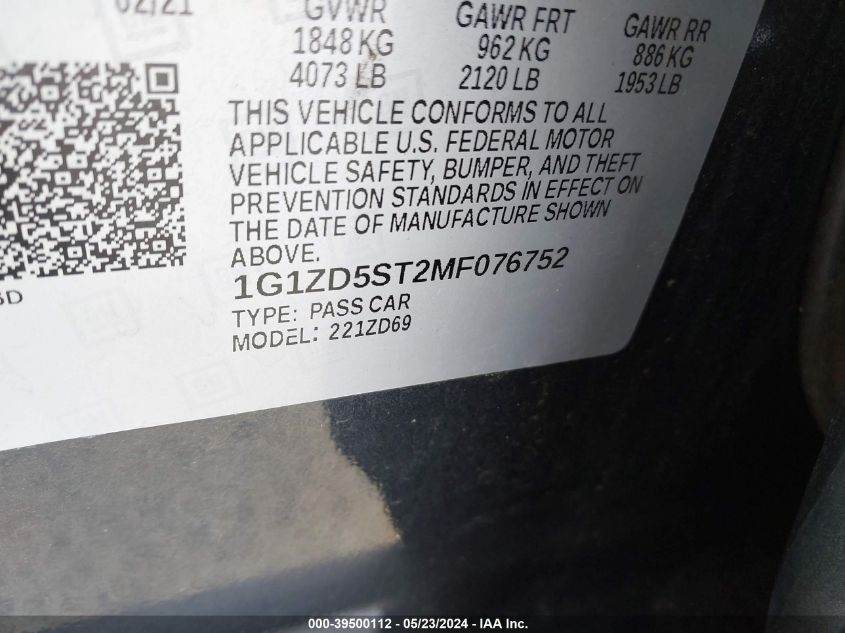 02/21 GVWR GAWR FRT GAWR RR
1848 KG 962 KG 886 KG
4073 LB 2120 LB 1953 LB
THIS VEHICLE CONFORMS TO ALL
APPLICABLE U.S. FEDERAL MOTOR
VEHICLE SAFETY, BUMPER, AND THEFT
PREVENTION STANDARDS IN EFFECT ON
THE DATE OF MANUFACTURE SHOWN
ABOVE.
1G1ZD5ST2MF076752
TYPE: PASS CAR
MODEL: 221ZD69
000-39500112 - 05/23/2024 - IAA Inc.